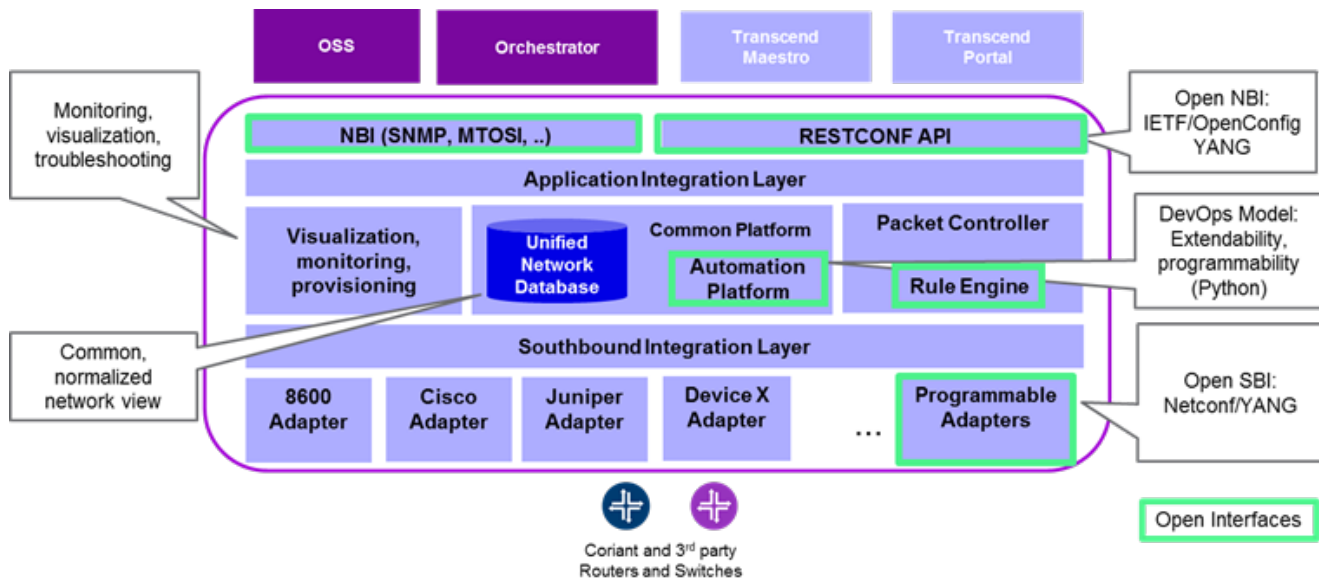 OSS
Orchestrator
Transcend
Maestro
Transcend
Portal
Monitoring,
visualization,
troubleshooting
Open NBI:
IETF/OpenConfig
YANG
NBI (SNMP, MTOSI, ..)
RESTCONF API
Application Integration Layer
Visualization,
monitoring,
provisioning
Unified
Network
Database
Common Platform
Automation
Platform
Packet Controller
Rule Engine
DevOps Model:
Extendability,
programmability
(Python)
Common,
normalized
network view
Southbound Integration Layer
8600
Adapter
Cisco
Adapter
Juniper
Adapter
Device X
Adapter
...
Programmable
Adapters
Open SBI:
Netconf/YANG
Coriant and 3rd party
Routers and Switches
Open Interfaces